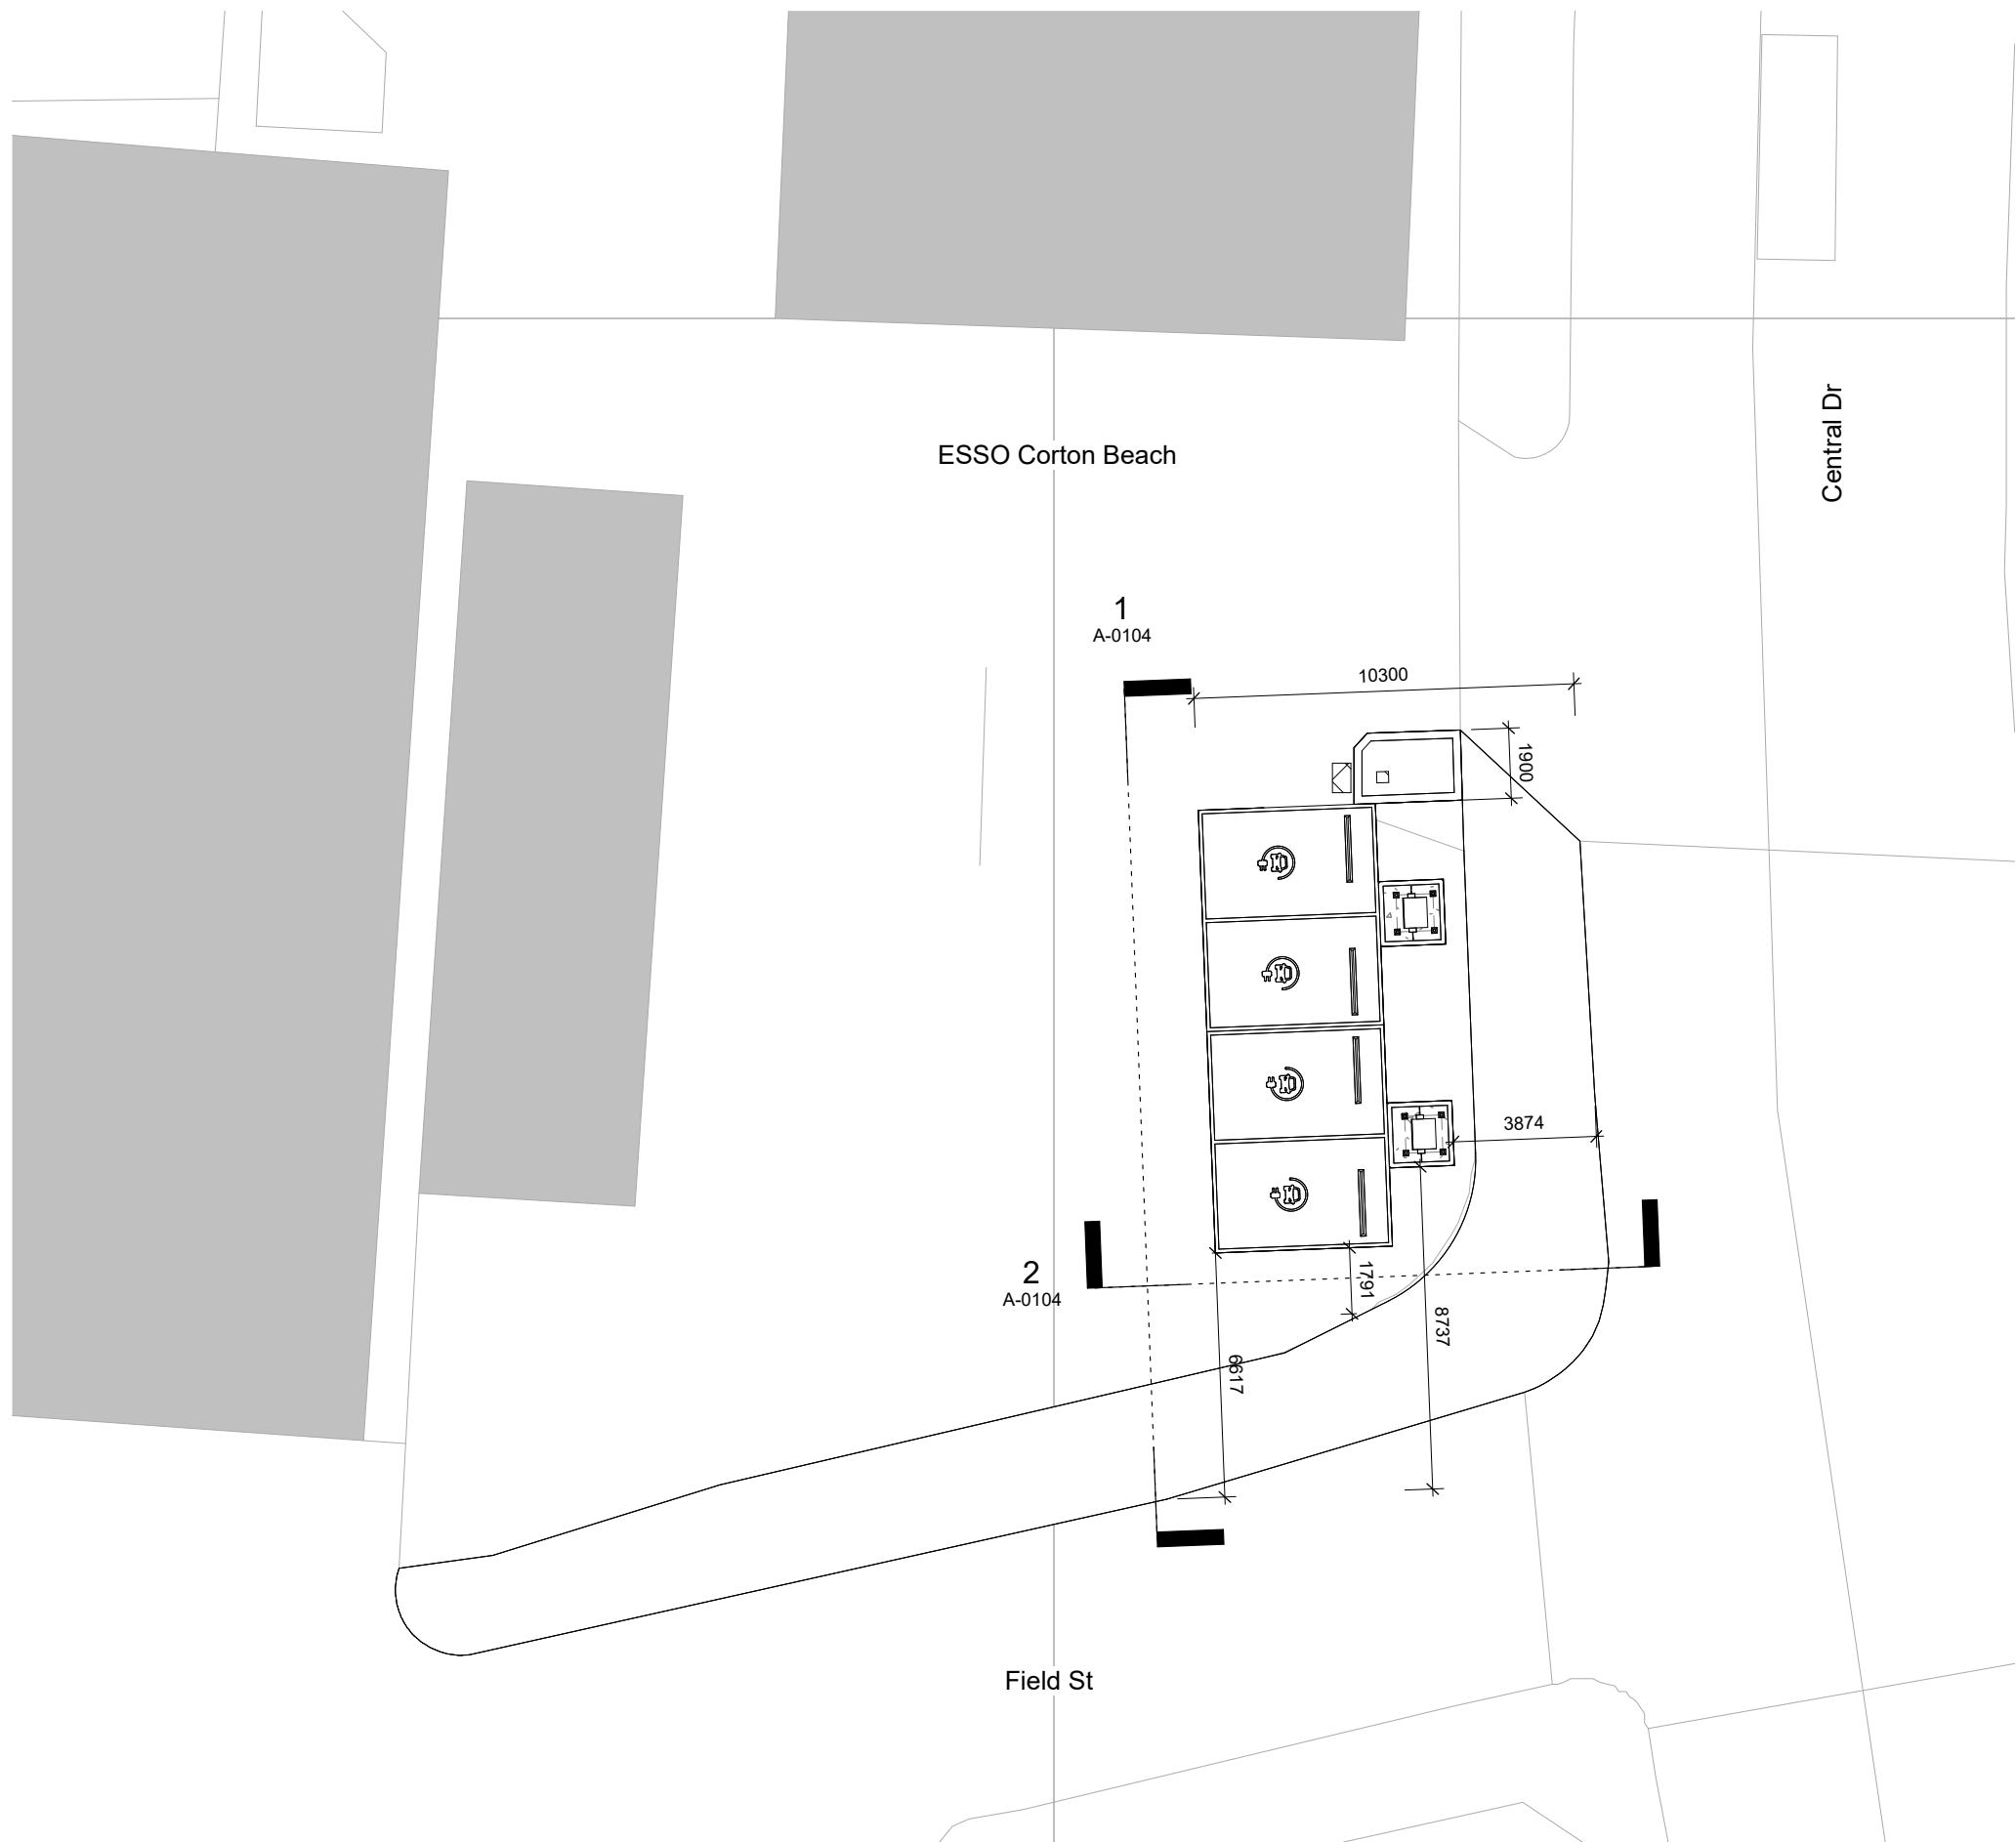 ESSO Corton Beach
Central Dr
1
A-0104
10300
1900
3874
2
A-0104
1791
8737
6617
Field St